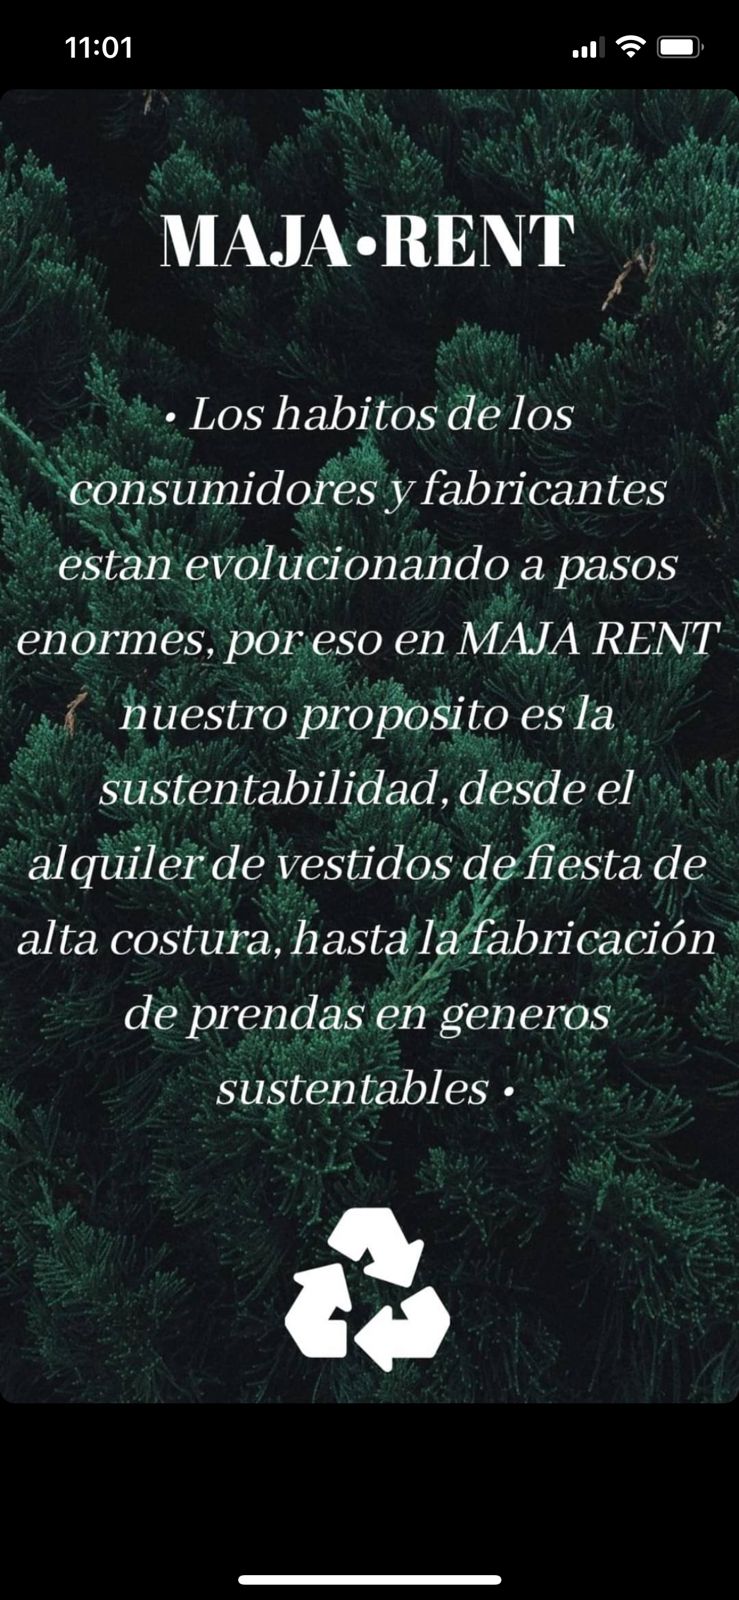 11:01
MAJA•RENT
• Los habitos de los
consumidores y fabricantes
estan evolucionando a pasos
enormes, por eso en MAJA RENT
nuestro proposito es la
sustentabilidad, desde el
alquiler de vestidos de fiesta de
alta costura, hasta la fabricación
de prendas en generos
sustentables •